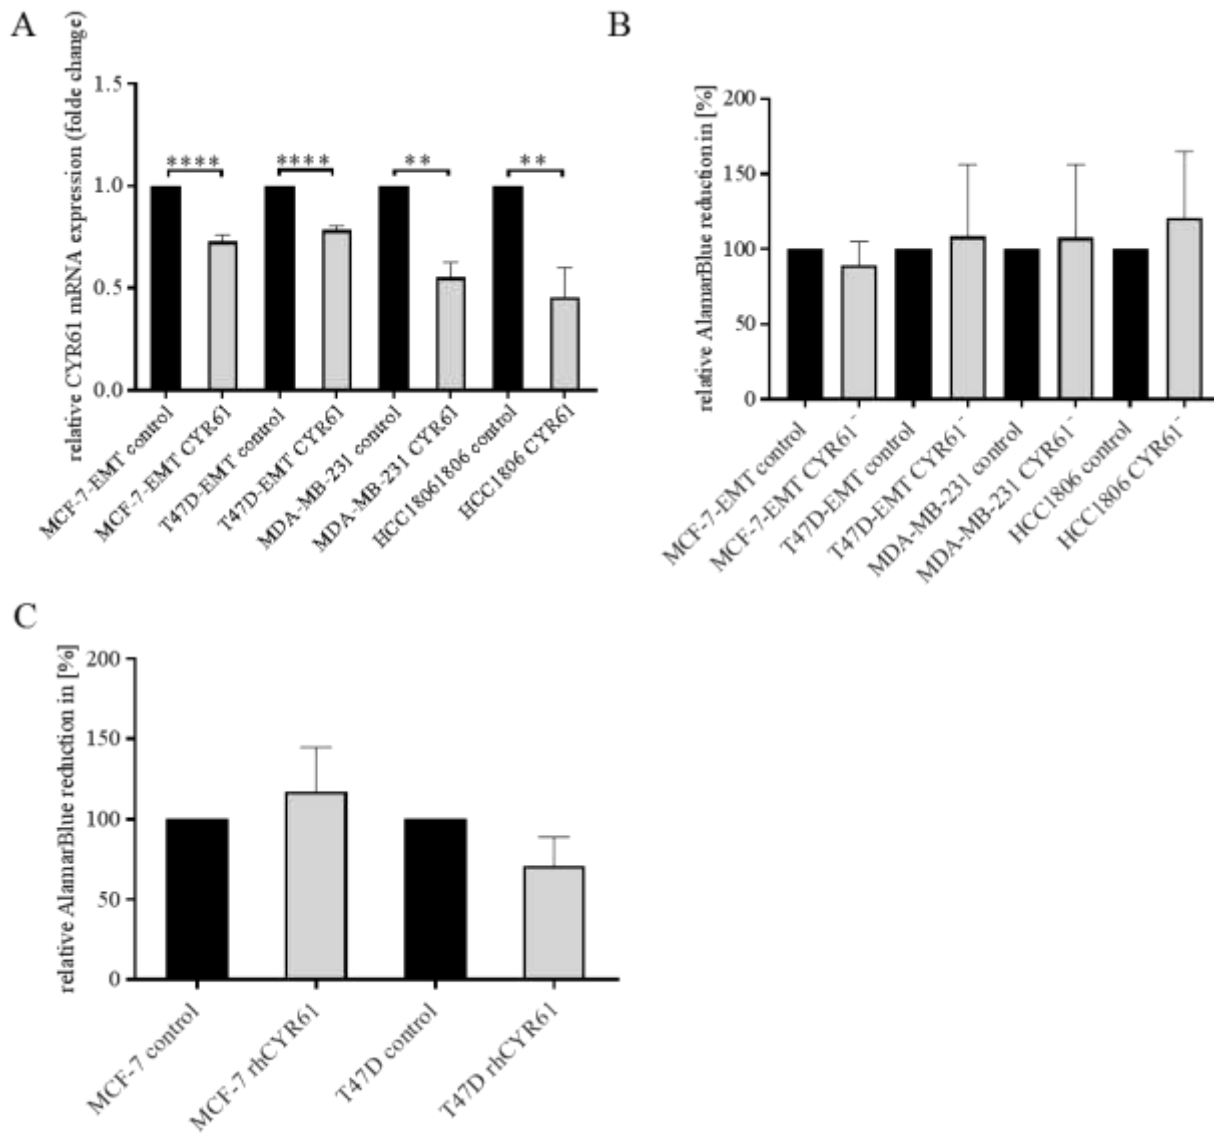 A
relative CYR61 mRNA expression (folde change)
1.5
1.0
0.5
0.0
****
****
**
**
MCF-7-EMT control
MCF-7-EMT CYR61
T47D-EMT control
T47D-EMT CYR61
MDA-MB-231 control
MDA-MB-231 CYR61
HCC18061806 control
HCC1806 CYR61
B
relative AlamarBlue reduction in [%]
200
150
100
50
0
MCF-7-EMT control
MCF-7-EMT CYR61⁻
T47D-EMT control
T47D-EMT CYR61⁻
MDA-MB-231 control
MDA-MB-231 CYR61⁻
HCC1806 control
HCC1806 CYR61⁻
C
relative AlamarBlue reduction in [%]
200
150
100
50
0
MCF-7 control
MCF-7 rhCYR61
T47D control
T47D rhCYR61